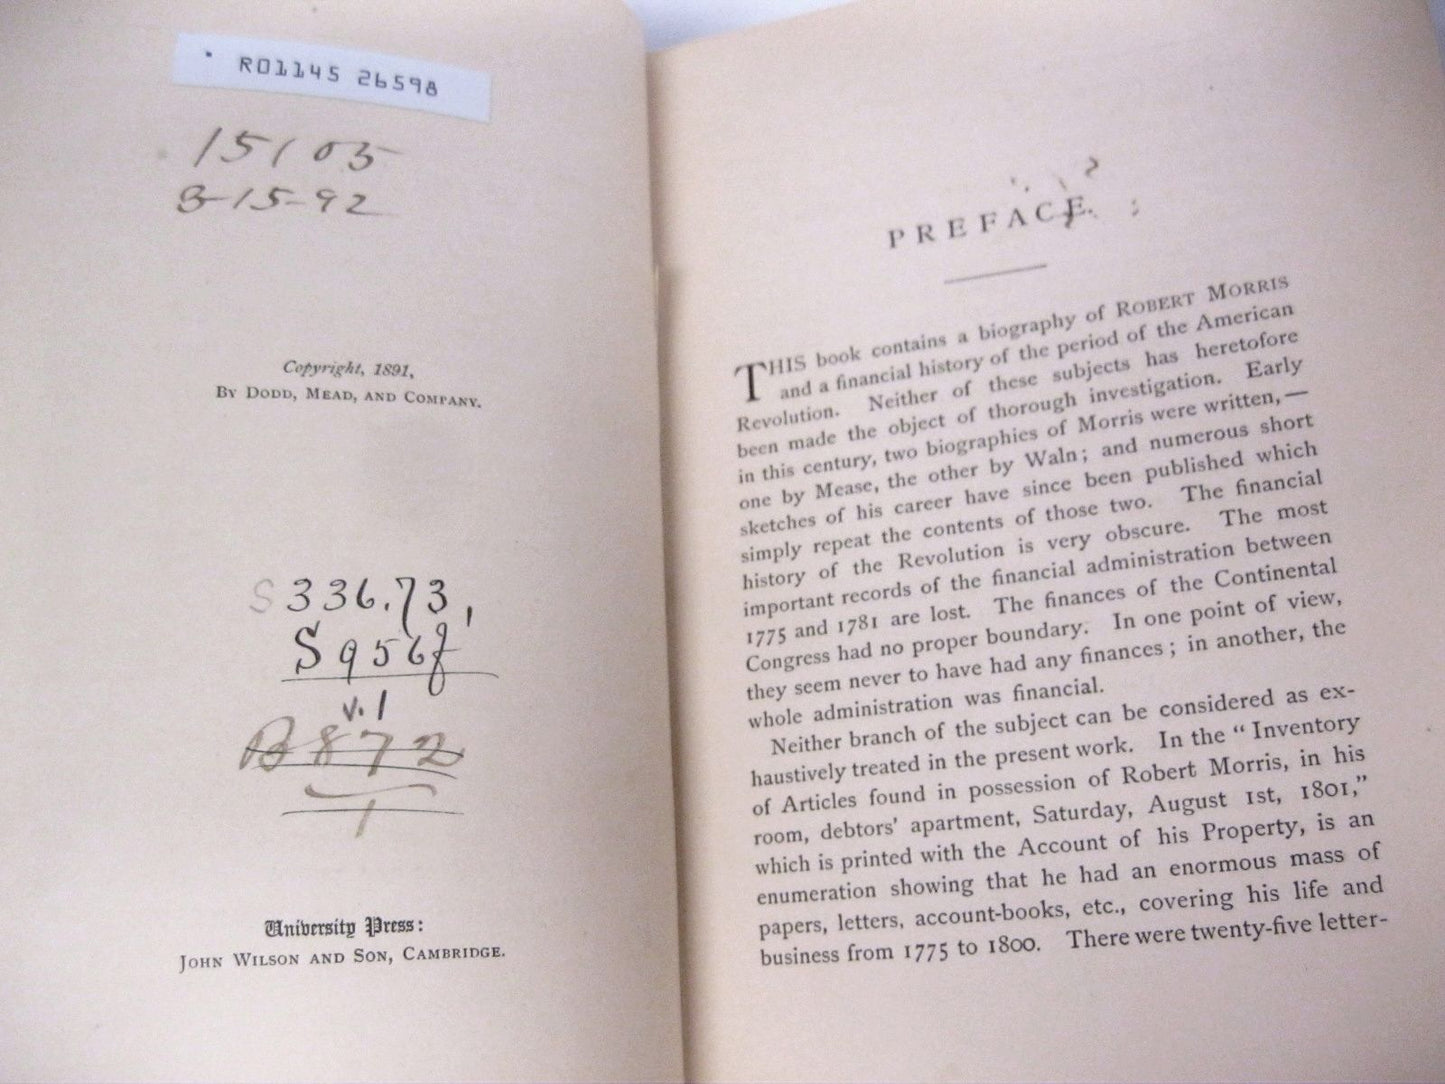 R01145 26598
15105
3-15-92
Copyright, 1891,
By Dodd, Mead, and Company.
S 336.73,
S956f
v.1
B872
1
University Press:
John Wilson and Son, Cambridge.
PREFACE.
THIS book contains a biography of Robert Morris
and a financial history of the period of the American
Revolution. Neither of these subjects has heretofore
been made the object of thorough investigation. Early
in this century, two biographies of Morris were written, —
one by Mease, the other by Waln; and numerous short
sketches of his career have since been published which
simply repeat the contents of those two. The financial
history of the Revolution is very obscure. The most
important records of the financial administration between
1775 and 1781 are lost. The finances of the Continental
Congress had no proper boundary. In one point of view,
they seem never to have had any finances; in another, the
whole administration was financial.
Neither branch of the subject can be considered as ex-
haustively treated in the present work. In the "Inventory
of Articles found in possession of Robert Morris, in his
room, debtors' apartment, Saturday, August 1st, 1801,"
which is printed with the Account of his Property, is an
enumeration showing that he had an enormous mass of
papers, letters, account-books, etc., covering his life and
business from 1775 to 1800. There were twenty-five letter-